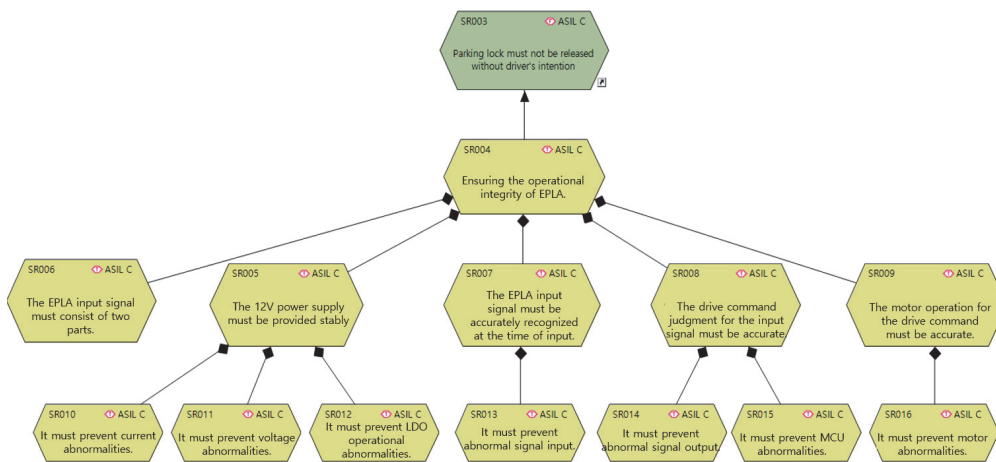 SR003 ASIL C
Parking lock must not be released
without driver's intention
SR004 ASIL C
Ensuring the operational
integrity of EPLA.
SR006 ASIL C
The EPLA input signal
must consist of two
parts.
SR005 ASIL C
The 12V power supply
must be provided stably
SR007 ASIL C
The EPLA input
signal must be
accurately recognized
at the time of input.
SR008 ASIL C
The drive command
judgment for the input
signal must be accurate
SR009 ASIL C
The motor operation for
the drive command
must be accurate.
SR010 ASIL C
It must prevent current
abnormalities.
SR011 ASIL C
It must prevent voltage
abnormalities.
SR012 ASIL C
It must prevent LDO
operational
abnormalities.
SR013 ASIL C
It must prevent
abnormal signal input.
SR014 ASIL C
It must prevent
abnormal signal output.
SR015 ASIL C
It must prevent MCU
abnormalities.
SR016 ASIL C
It must prevent motor
abnormalities.